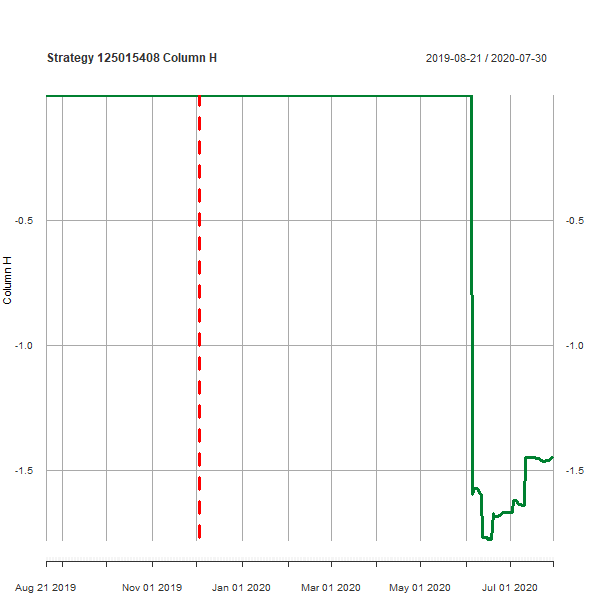 Strategy 125015408 Column H
2019-08-21 / 2020-07-30
-0.5
-0.5
Column H
-1.0
-1.0
-1.5
-1.5
Aug 21 2019
Nov 01 2019
Jan 01 2020
Mar 01 2020
May 01 2020
Jul 01 2020